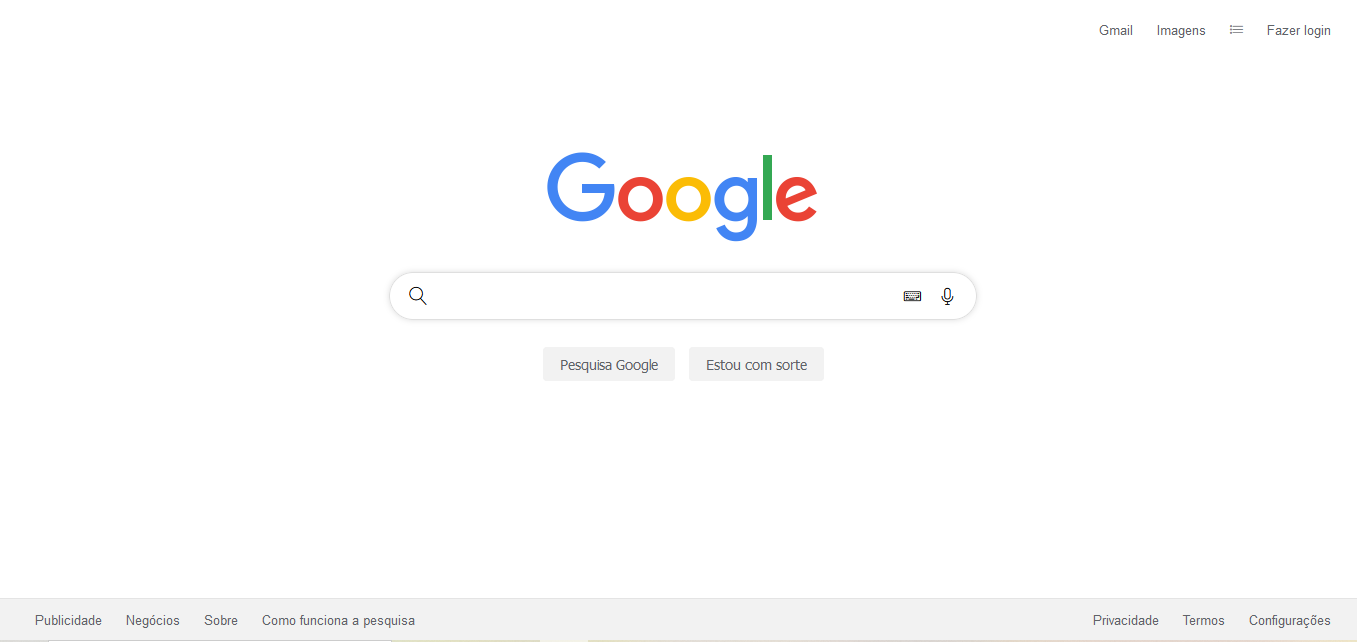 Gmail Imagens Fazer login
Google
Pesquisa Google Estou com sorte
Publicidade Negócios Sobre Como funciona a pesquisa Privacidade Termos Configurações